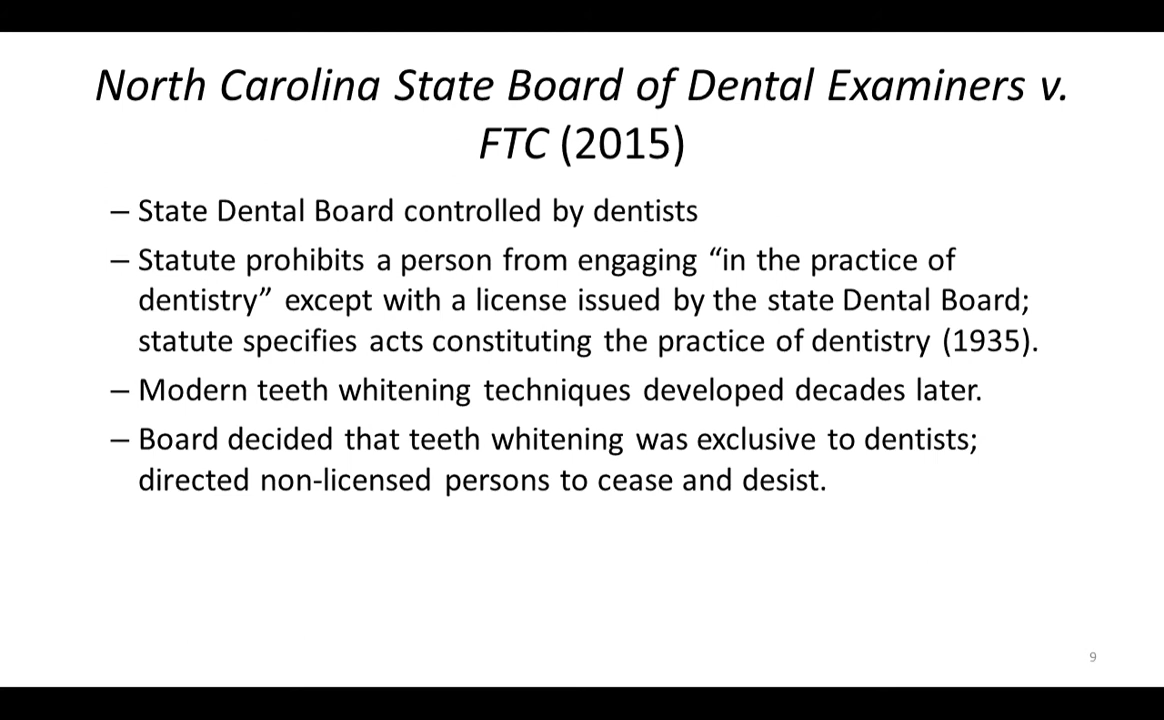 North Carolina State Board of Dental Examiners v.
FTC (2015)
– State Dental Board controlled by dentists
– Statute prohibits a person from engaging “in the practice of
dentistry” except with a license issued by the state Dental Board;
statute specifies acts constituting the practice of dentistry (1935).
– Modern teeth whitening techniques developed decades later.
– Board decided that teeth whitening was exclusive to dentists;
directed non-licensed persons to cease and desist.
9